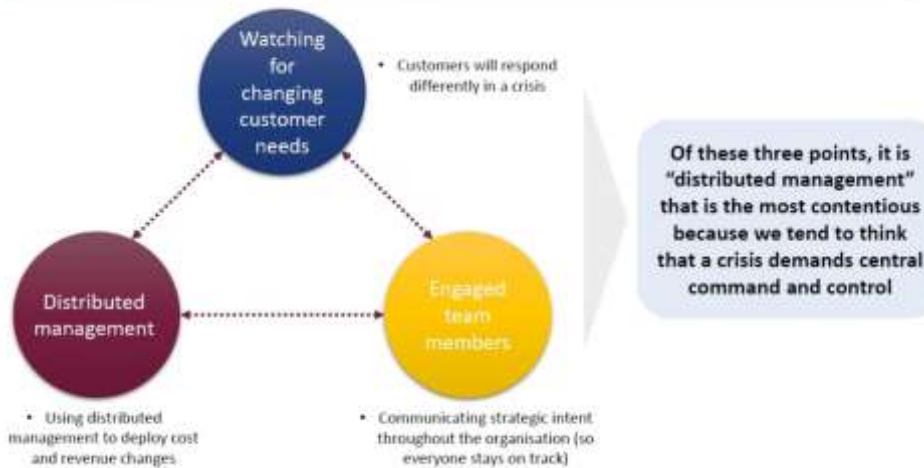 Watching
for
changing
customer
needs
• Customers will respond
differently in a crisis
Distributed
management
Engaged
team
members
• Using distributed
management to deploy cost
and revenue changes
• Communicating strategic intent
throughout the organisation (so
everyone stays on track)
Of these three points, it is
“distributed management”
that is the most contentious
because we tend to think
that a crisis demands central
command and control